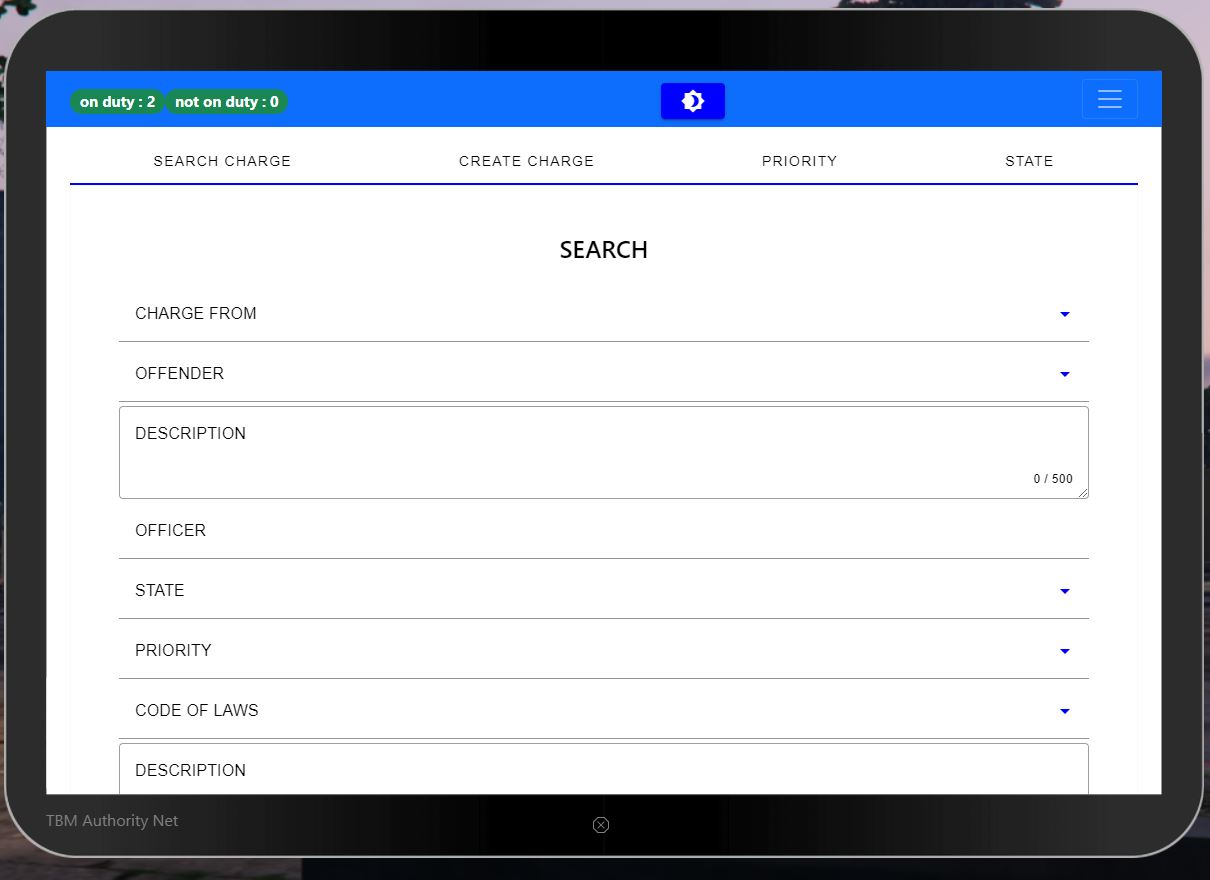 on duty : 2 not on duty : 0
SEARCH CHARGE CREATE CHARGE PRIORITY STATE
SEARCH
CHARGE FROM
OFFENDER
DESCRIPTION
0 / 500
OFFICER
STATE
PRIORITY
CODE OF LAWS
DESCRIPTION
TBM Authority Net